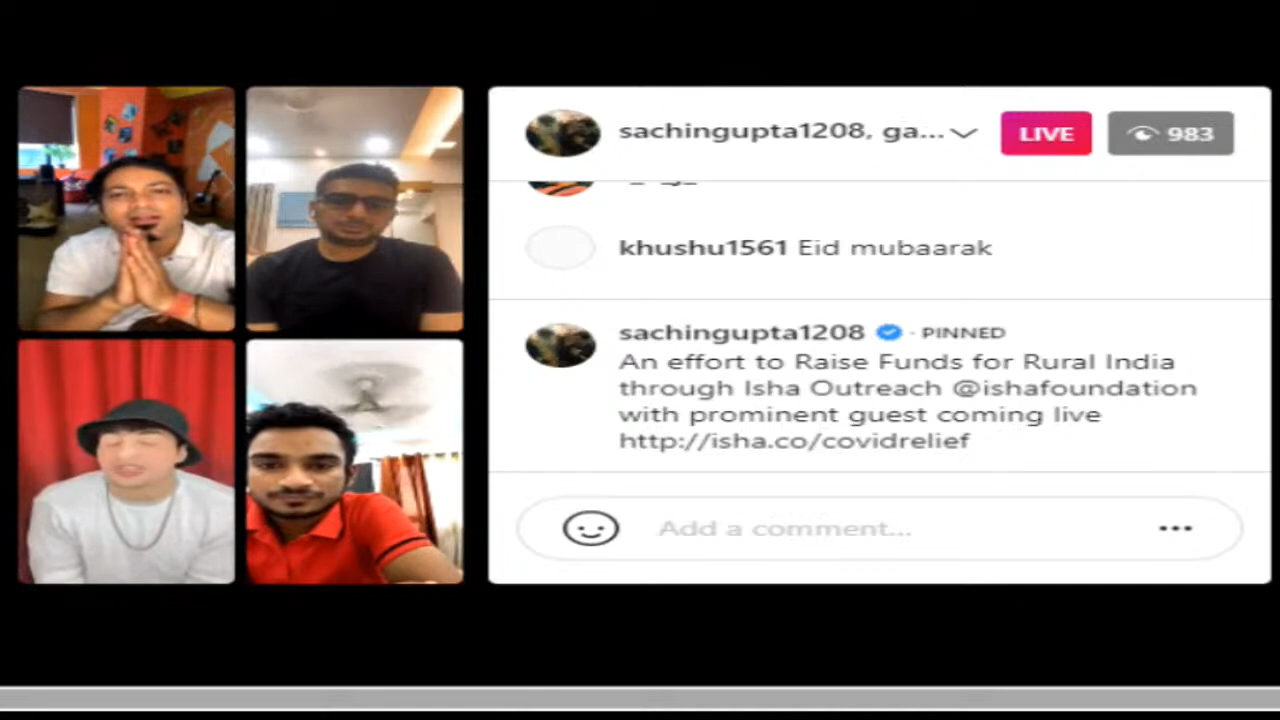 sachingupta1208, ga...
LIVE
983
khushu1561 Eid mubaarak
sachingupta1208 · PINNED
An effort to Raise Funds for Rural India
through Isha Outreach @ishafoundation
with prominent guest coming live
http://isha.co/covidrelief
Add a comment...